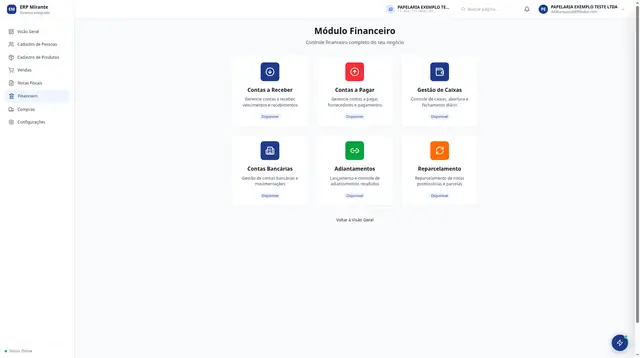 EM
ERP Mirante
Sistema Integrado
PAPELARIA EXEMPLO TE...
Buscar página...
PE
PAPELARIA EXEMPLO TESTE LTDA
Visão Geral
Cadastro de Pessoas
Cadastro de Produtos
Vendas
Notas Fiscais
Financeiro
Compras
Configurações
Módulo Financeiro
Controle financeiro completo do seu negócio
Contas a Receber
Gerencie contas a receber,
vencimentos e recebimentos
Disponível
Contas a Pagar
Gerencie contas a pagar,
fornecedores e pagamentos
Disponível
Gestão de Caixas
Controle de caixas, abertura e
fechamento diário
Disponível
Contas Bancárias
Gestão de contas bancárias e
movimentações
Disponível
Adiantamentos
Lançamento e controle de
adiantamentos recebidos
Disponível
Reparcelamento
Reparcelamento de notas
promissórias e parcelas
Disponível
Voltar à Visão Geral
Status: Online